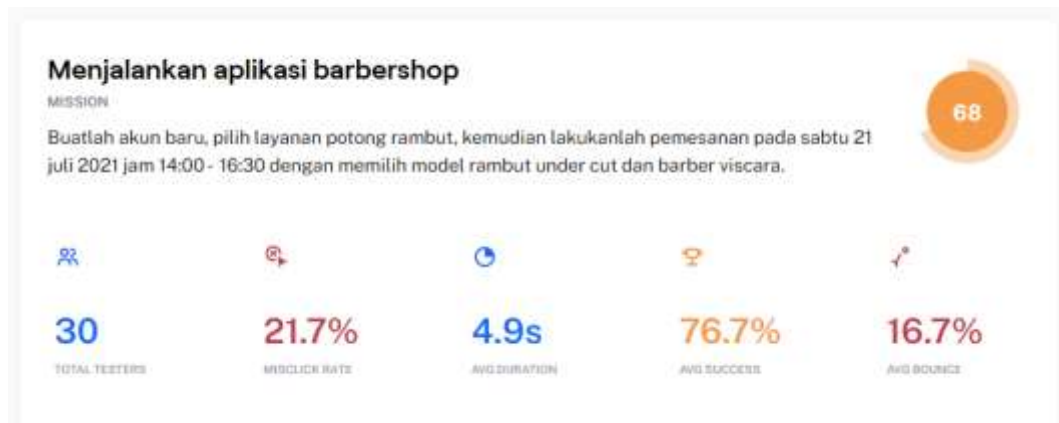 Menjalankan aplikasi barbershop
MISSION
68
Buatlah akun baru, pilih layanan potong rambut, kemudian lakukanlah pemesanan pada sabtu 21
juli 2021 jam 14:00 - 16:30 dengan memilih model rambut under cut dan barber viscara.
30
21.7%
4.9s
76.7%
16.7%
TOTAL TESTERS
MISCLICK RATE
AVG DURATION
AVG SUCCESS
AVG BOUNCE